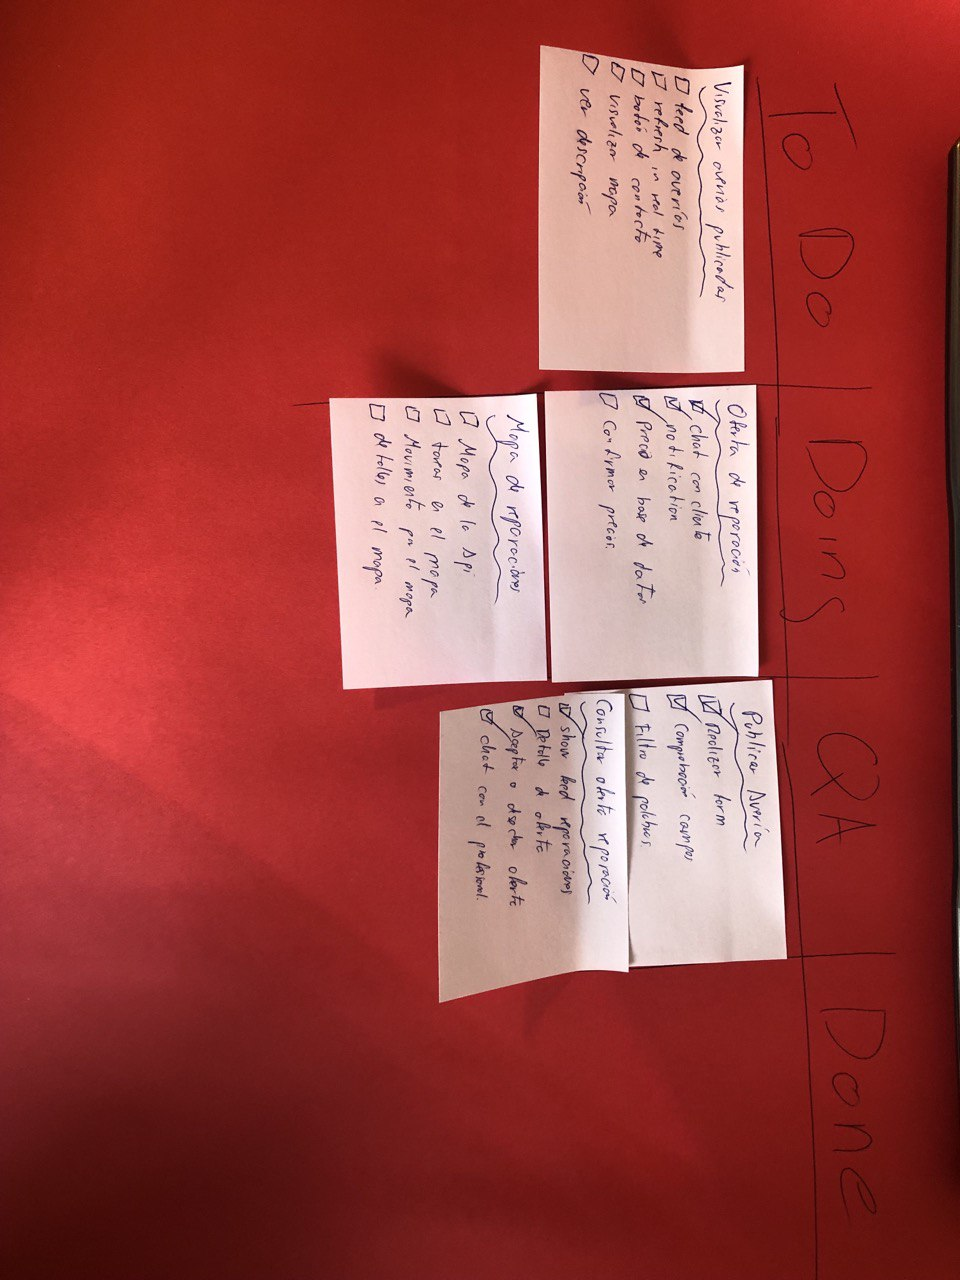 To Do
Doing
QA
Done
Visualizar averías publicadas
feed de averías
refresh in real time
botón de contacto
visualizar mapa
ver descripción
Oferta de reparación
chat con cliente
notification
Precio en base de datos
Confirmar precios.
Mapa de reparaciones
Mapa de la Api
tareas en el mapa
Movimiento por el mapa
detalles en el mapa.
Publicar Avería
Realizar form
Comprobación campos
Filtro de palabras.
Consultar oferta reparación
show feed reparaciones
Detalle de oferta
Aceptar o oferta
chat con el profesional.